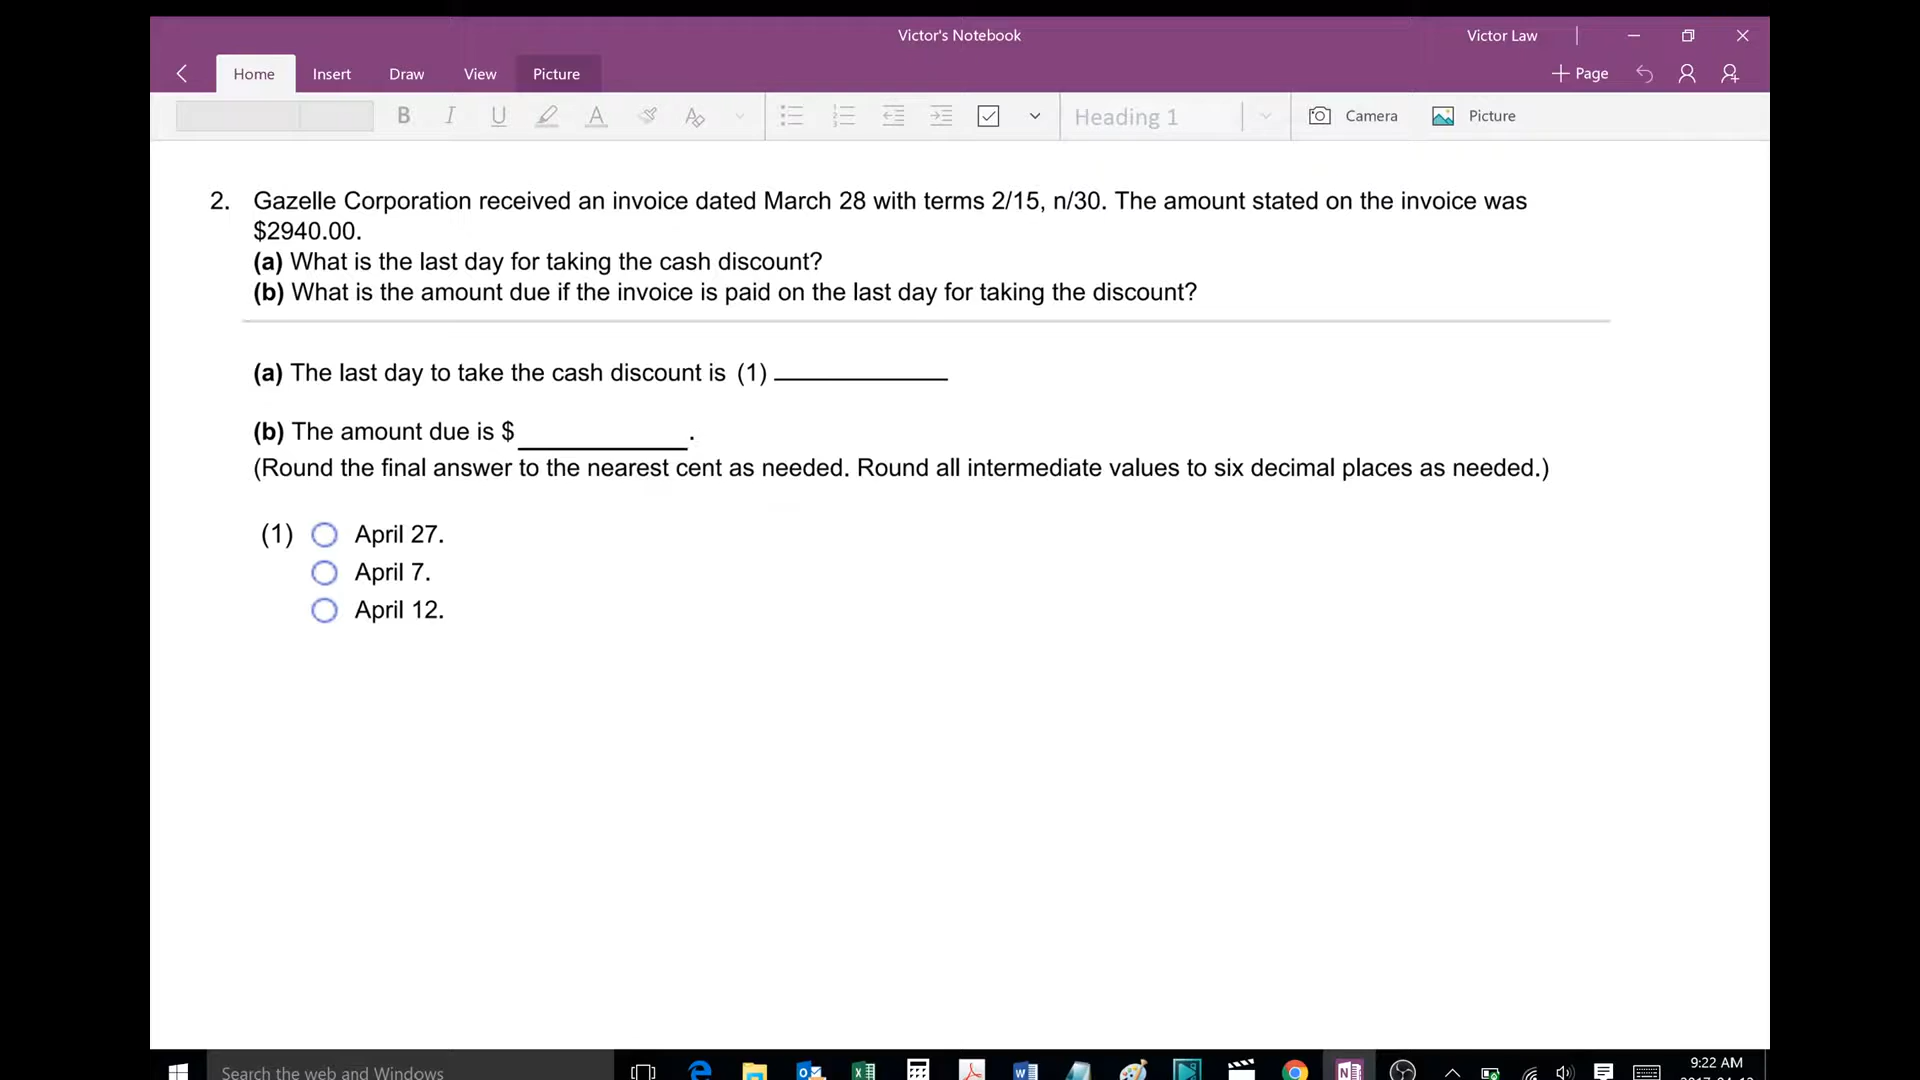 Victor's Notebook
Victor Law
Home Insert Draw View Picture
Page
B I U A Heading 1 Camera Picture
2. Gazelle Corporation received an invoice dated March 28 with terms 2/15, n/30. The amount stated on the invoice was
$2940.00.
(a) What is the last day for taking the cash discount?
(b) What is the amount due if the invoice is paid on the last day for taking the discount?
(a) The last day to take the cash discount is (1) ____________
(b) The amount due is $ ____________.
(Round the final answer to the nearest cent as needed. Round all intermediate values to six decimal places as needed.)
(1) April 27.
April 7.
April 12.
Search the web and Windows
9:22 AM